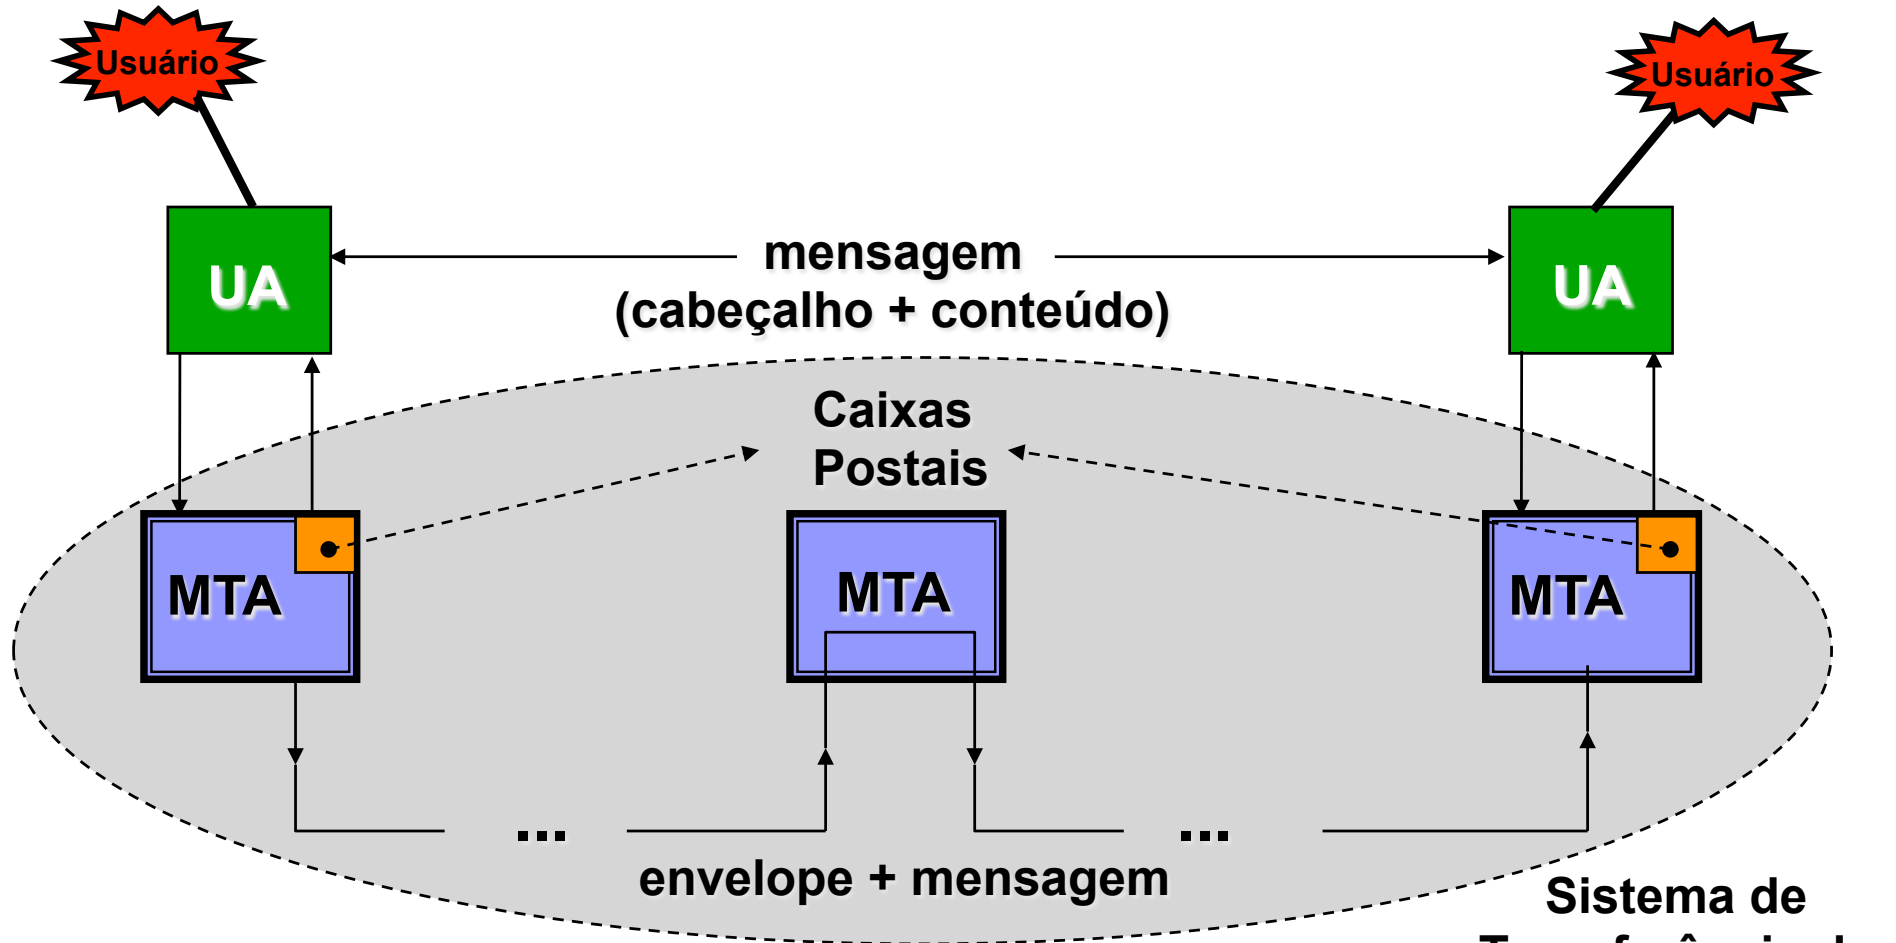 Usuário
Usuário
UA
mensagem
(cabeçalho + conteúdo)
UA
Caixas
Postais
MTA
MTA
MTA
...
...
envelope + mensagem
Sistema de